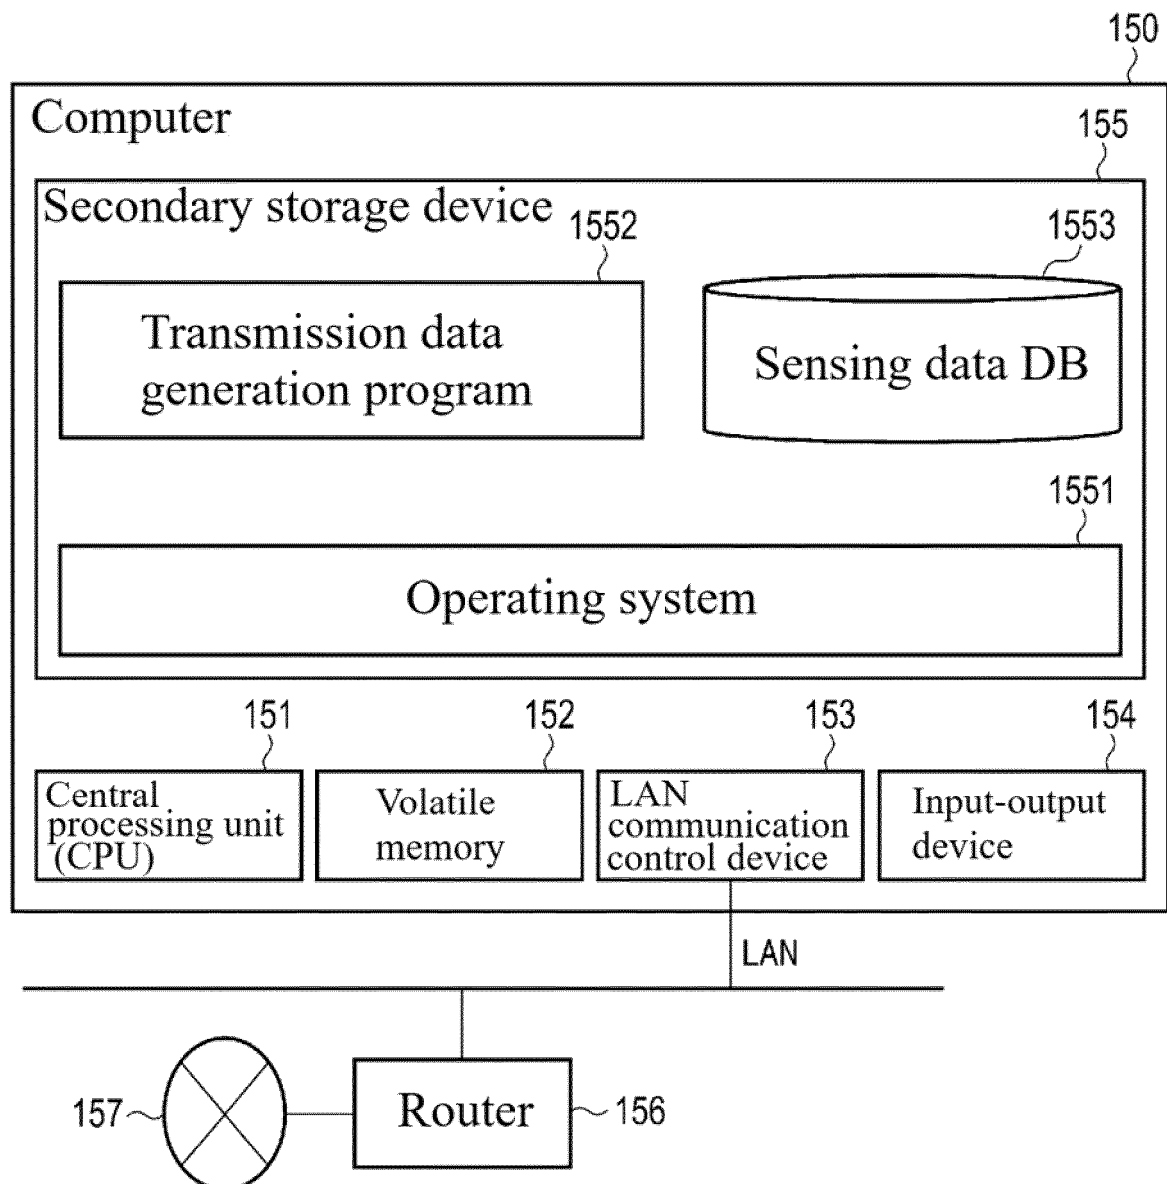 150
Computer
155
Secondary storage device
1552
1553
Transmission data
generation program
Sensing data DB
1551
Operating system
151
152
153
154
Central
processing unit
(CPU)
Volatile
memory
LAN
communication
control device
Input-output
device
LAN
157
Router
156